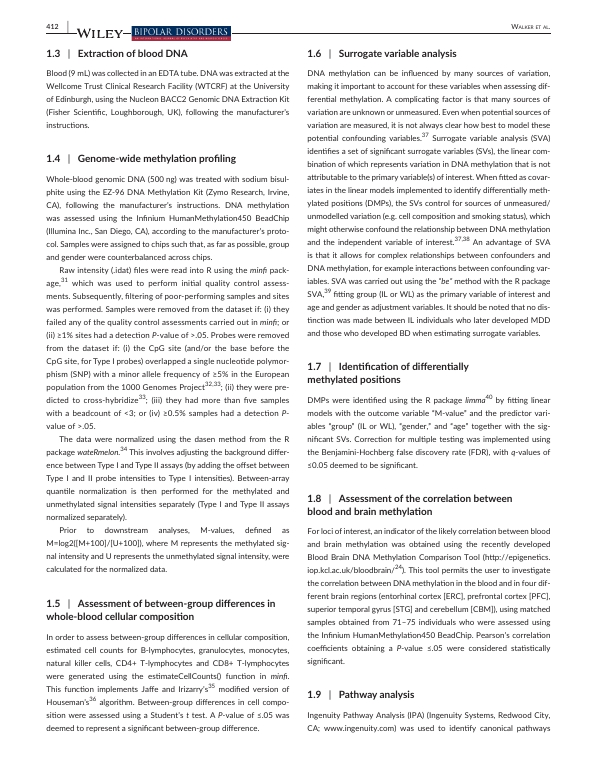 412
WILEY
BIPOLAR DISORDERS
WALKER ET AL.
1.3 | Extraction of blood DNA
Blood (9 mL) was collected in an EDTA tube. DNA was extracted at the
Wellcome Trust Clinical Research Facility (WTCRF) at the University
of Edinburgh, using the Nucleon BACC2 Genomic DNA Extraction Kit
(Fisher Scientific, Loughborough, UK), following the manufacturer's
instructions.
1.4 | Genome-wide methylation profiling
Whole-blood genomic DNA (500 ng) was treated with sodium bisul-
phite using the EZ-96 DNA Methylation Kit (Zymo Research, Irvine,
CA), following the manufacturer's instructions. DNA methylation
was assessed using the Infinium HumanMethylation450 BeadChip
(Illumina Inc., San Diego, CA), according to the manufacturer's proto-
col. Samples were assigned to chips such that, as far as possible, group
and gender were counterbalanced across chips.
Raw intensity (.idat) files were read into R using the minfi pack-
age,31 which was used to perform initial quality control assess-
ments. Subsequently, filtering of poor-performing samples and sites
was performed. Samples were removed from the dataset if: (i) they
failed any of the quality control assessments carried out in minfi; or
(ii) ≥1% sites had a detection P-value of >.05. Probes were removed
from the dataset if: (i) the CpG site (and/or the base before the
CpG site, for Type I probes) overlapped a single nucleotide polymor-
phism (SNP) with a minor allele frequency of ≥5% in the European
population from the 1000 Genomes Project32,33; (ii) they were pre-
dicted to cross-hybridize33; (iii) they had more than five samples
with a beadcount of <3; or (iv) ≥0.5% samples had a detection P-
value of >.05.
The data were normalized using the dasen method from the R
package wateRmelon.34 This involves adjusting the background differ-
ence between Type I and Type II assays (by adding the offset between
Type I and II probe intensities to Type I intensities). Between-array
quantile normalization is then performed for the methylated and
unmethylated signal intensities separately (Type I and Type II assays
normalized separately).
Prior to downstream analyses, M-values, defined as
M=log2([M+100]/[U+100]), where M represents the methylated sig-
nal intensity and U represents the unmethylated signal intensity, were
calculated for the normalized data.
1.5 | Assessment of between-group differences in
whole-blood cellular composition
In order to assess between-group differences in cellular composition,
estimated cell counts for B-lymphocytes, granulocytes, monocytes,
natural killer cells, CD4+ T-lymphocytes and CD8+ T-lymphocytes
were generated using the estimateCellCounts() function in minfi.
This function implements Jaffe and Irizarry's35 modified version of
Houseman's36 algorithm. Between-group differences in cell compo-
sition were assessed using a Student's t test. A P-value of ≤.05 was
deemed to represent a significant between-group difference.
1.6 | Surrogate variable analysis
DNA methylation can be influenced by many sources of variation,
making it important to account for these variables when assessing dif-
ferential methylation. A complicating factor is that many sources of
variation are unknown or unmeasured. Even when potential sources of
variation are measured, it is not always clear how best to model these
potential confounding variables.37 Surrogate variable analysis (SVA)
identifies a set of significant surrogate variables (SVs), the linear com-
bination of which represents variation in DNA methylation that is not
attributable to the primary variable(s) of interest. When fitted as covar-
iates in the linear models implemented to identify differentially meth-
ylated positions (DMPs), the SVs control for sources of unmeasured/
unmodelled variation (e.g. cell composition and smoking status), which
might otherwise confound the relationship between DNA methylation
and the independent variable of interest.37,38 An advantage of SVA
is that it allows for complex relationships between confounders and
DNA methylation, for example interactions between confounding var-
iables. SVA was carried out using the "be" method with the R package
SVA,39 fitting group (IL or WL) as the primary variable of interest and
age and gender as adjustment variables. It should be noted that no dis-
tinction was made between IL individuals who later developed MDD
and those who developed BD when estimating surrogate variables.
1.7 | Identification of differentially
methylated positions
DMPs were identified using the R package limma40 by fitting linear
models with the outcome variable "M-value" and the predictor vari-
ables "group" (IL or WL), "gender," and "age" together with the sig-
nificant SVs. Correction for multiple testing was implemented using
the Benjamini-Hochberg false discovery rate (FDR), with q-values of
≤0.05 deemed to be significant.
1.8 | Assessment of the correlation between
blood and brain methylation
For loci of interest, an indicator of the likely correlation between blood
and brain methylation was obtained using the recently developed
Blood Brain DNA Methylation Comparison Tool (http://epigenetics.
iop.kcl.ac.uk/bloodbrain/24). This tool permits the user to investigate
the correlation between DNA methylation in the blood and in four dif-
ferent brain regions (entorhinal cortex [ERC], prefrontal cortex [PFC],
superior temporal gyrus [STG] and cerebellum [CBM]), using matched
samples obtained from 71–75 individuals who were assessed using
the Infinium HumanMethylation450 BeadChip. Pearson's correlation
coefficients obtaining a P-value ≤.05 were considered statistically
significant.
1.9 | Pathway analysis
Ingenuity Pathway Analysis (IPA) (Ingenuity Systems, Redwood City,
CA; www.ingenuity.com) was used to identify canonical pathways